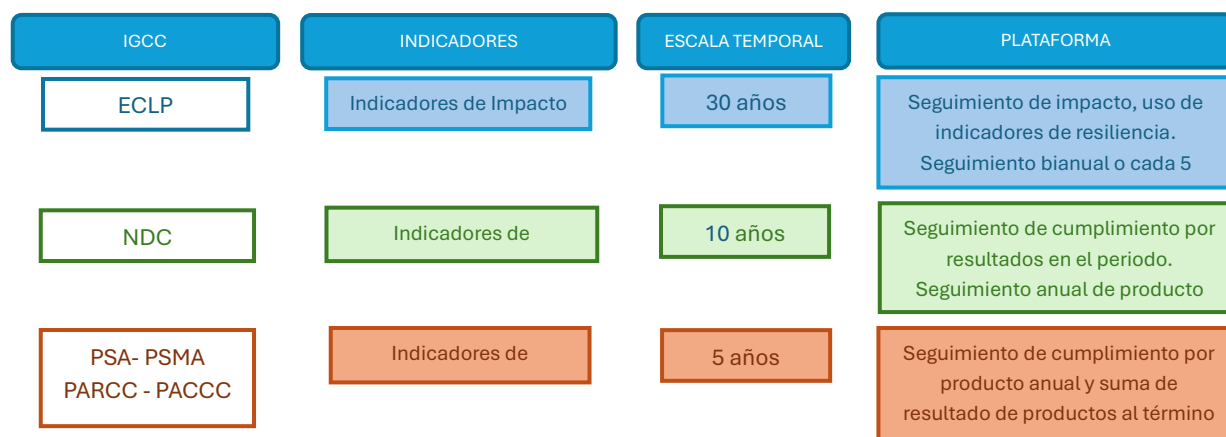 IGCC
INDICADORES
ESCALA TEMPORAL
PLATAFORMA
ECLP
Indicadores de Impacto
30 años
Seguimiento de impacto, uso de
indicadores de resiliencia.
Seguimiento bianual o cada 5
NDC
Indicadores de
10 años
Seguimiento de cumplimiento por
resultados en el periodo.
Seguimiento anual de producto
PSA- PSMA
PARCC - PACCC
Indicadores de
5 años
Seguimiento de cumplimiento por
producto anual y suma de
resultado de productos al término